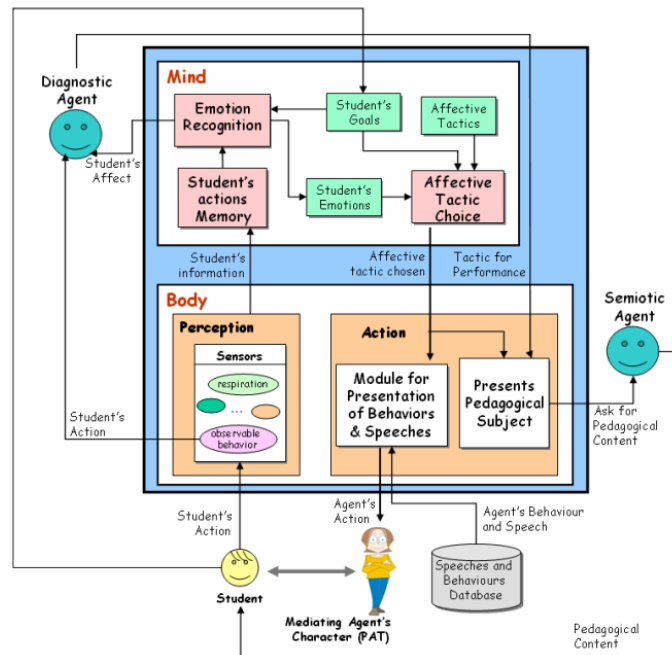 Mind
Diagnostic
Agent
Emotion
Recognition
Student's
Goals
Affective
Tactics
Student's
Affect
Student's
actions
Memory
Student's
Emotions
Affective
Tactic
Choice
Student's
information
Affective
tactic chosen
Tactic for
Performance
Body
Semiotic
Agent
Perception
Action
Sensors
respiration
...
observable
behavior
Module for
Presentation
of Behaviors
& Speeches
Presents
Pedagogical
Subject
Student's
Action
Ask for
Pedagogical
Content
Student's
Action
Agent's
Action
Agent's Behaviour
and Speech
Speeches and
Behaviours
Database
Student
Mediating Agent's
Character (PAT)
Pedagogical
Content